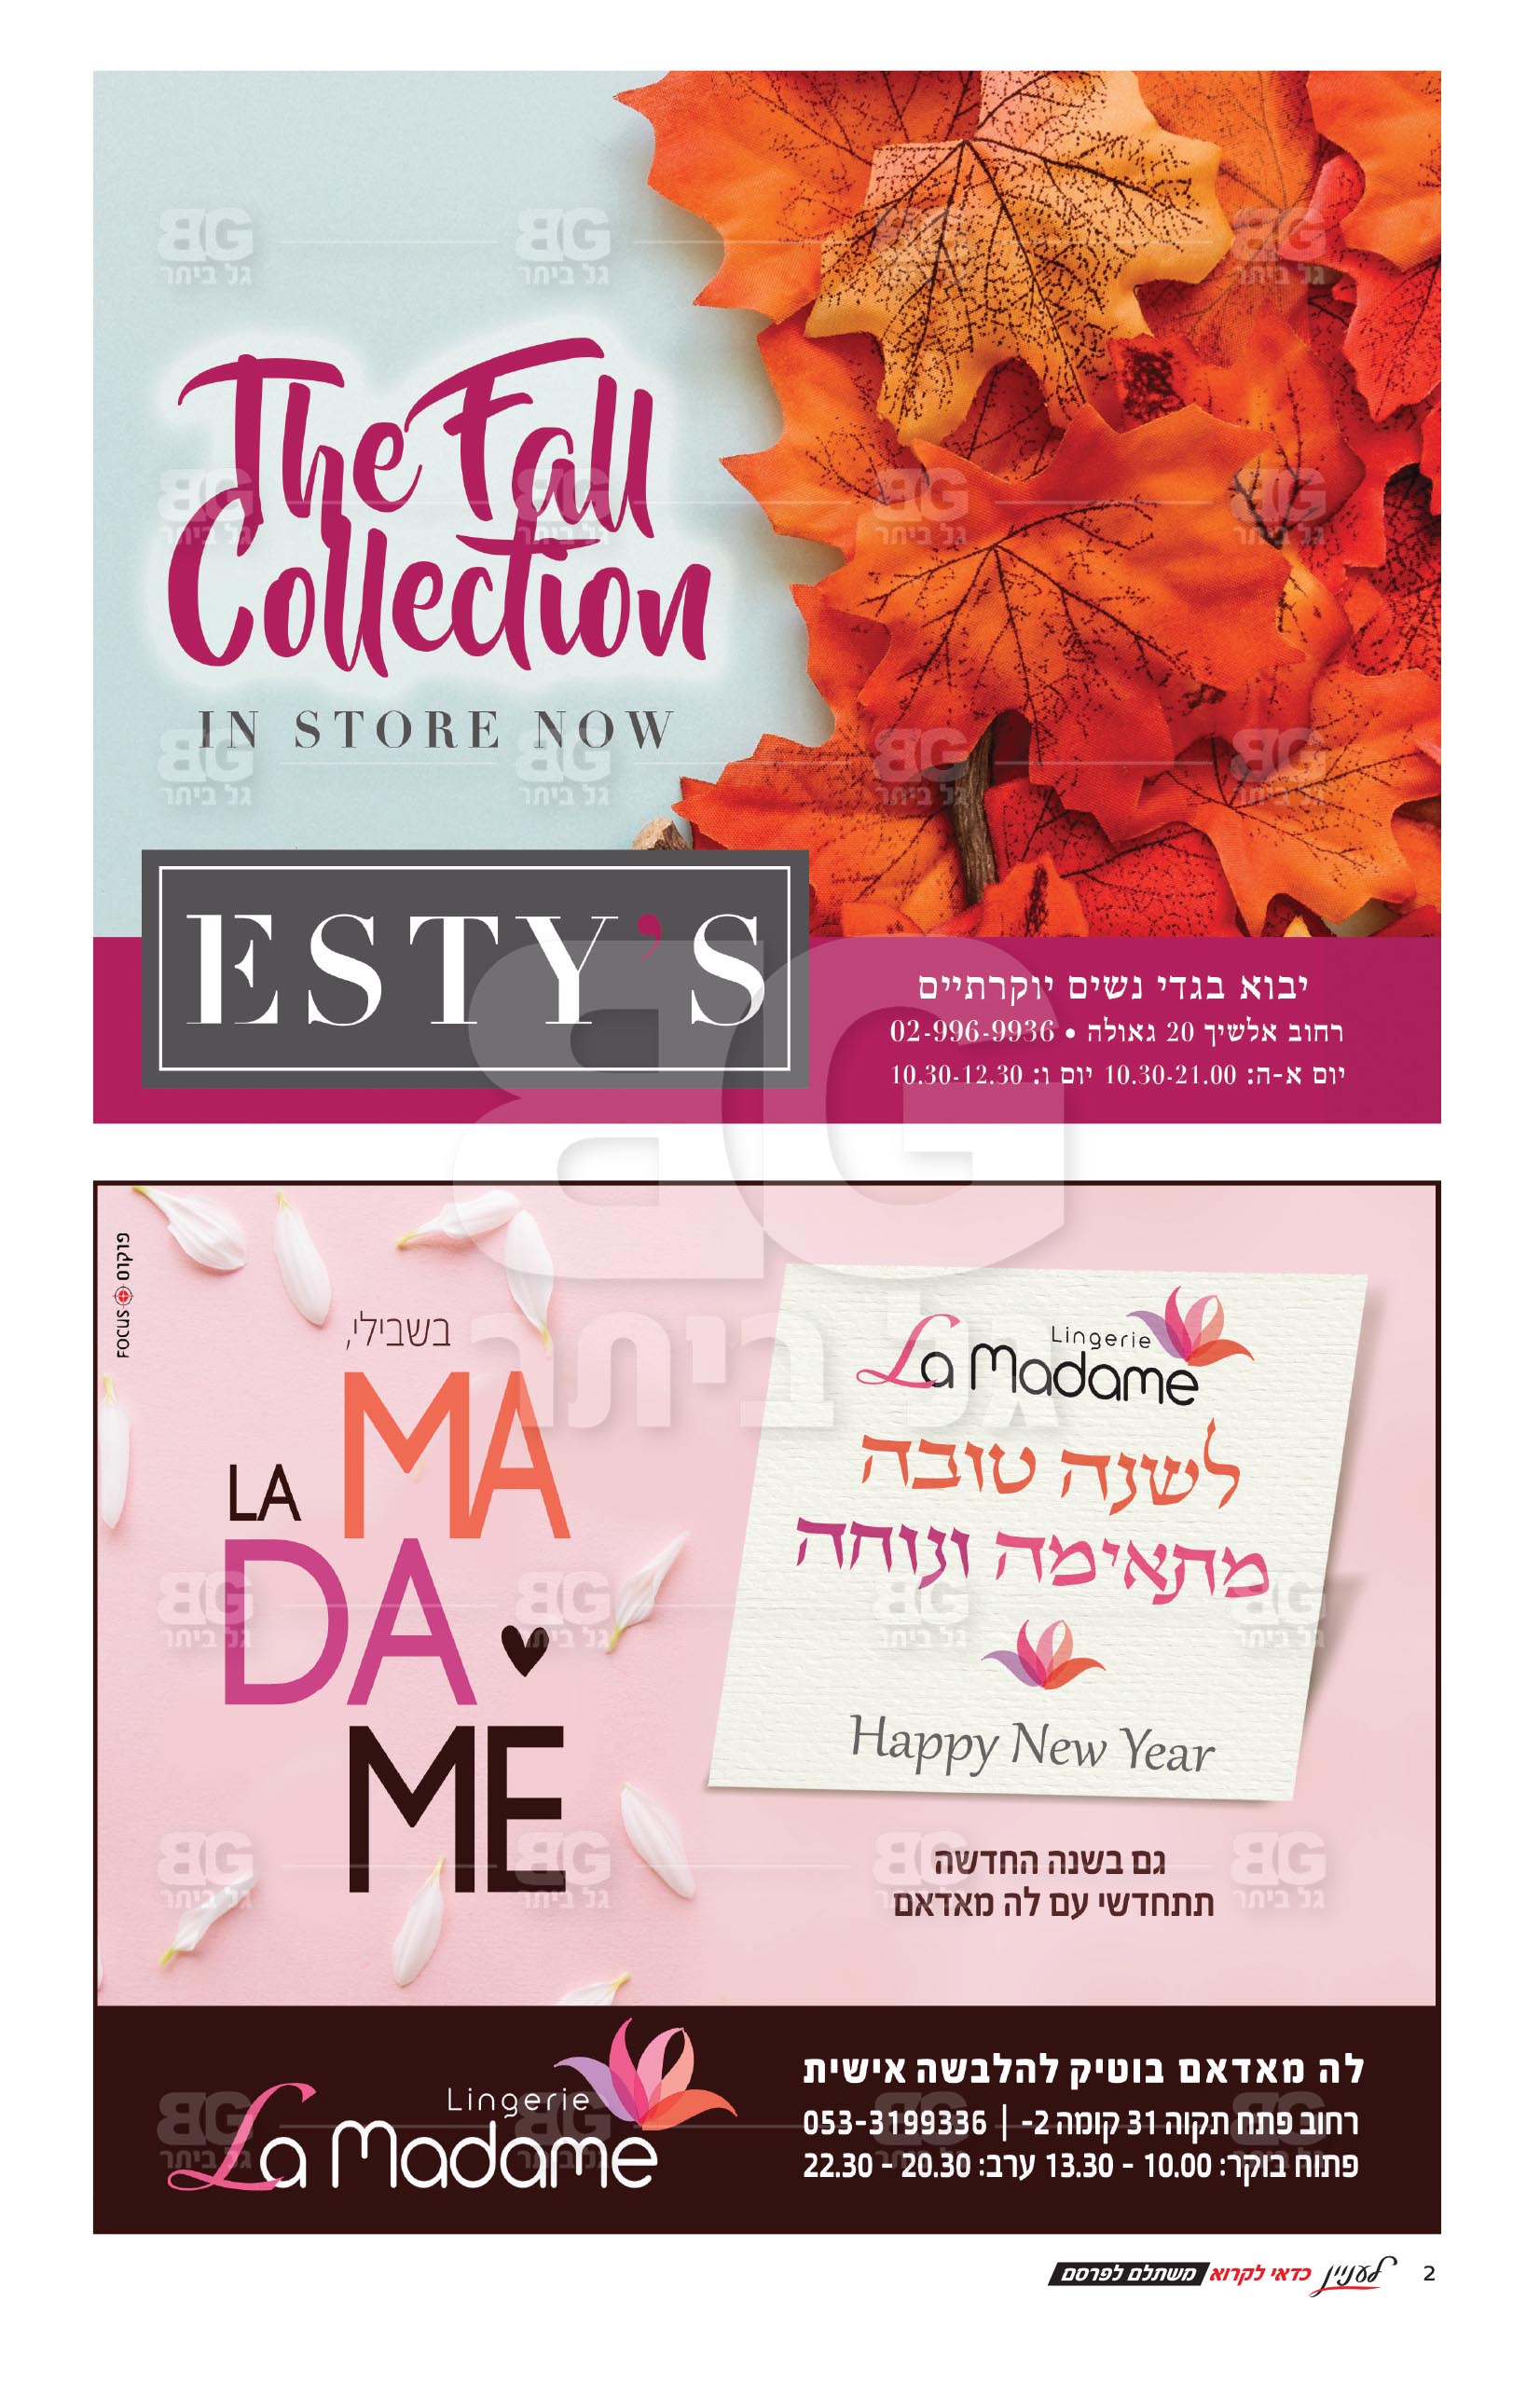 The Fall
Collection
IN STORE NOW
ESTY'S
יבוא בגדי נשים יוקרתיים
רחוב אלשיך 20 גאולה • 02-996-9936
יום א-ה: 10.30-21.00 יום ו: 10.30-12.30
פוקוס FOCUS
בשבילי,
LA MA
DA
ME
Lingerie
La Madame
לשנה טובה
מתאימה ונוחה
Happy New Year
גם בשנה החדשה
תתחדשי עם לה מאדאם
Lingerie
La Madame
לה מאדאם בוטיק להלבשה אישית
רחוב פתח תקוה 31 קומה 2- | 053-3199336
פתוח בוקר: 10.00 - 13.30 ערב: 20.30 - 22.30
2 לעניין כדאי לקרוא משתלם לפרסם
BG
גל ביתר